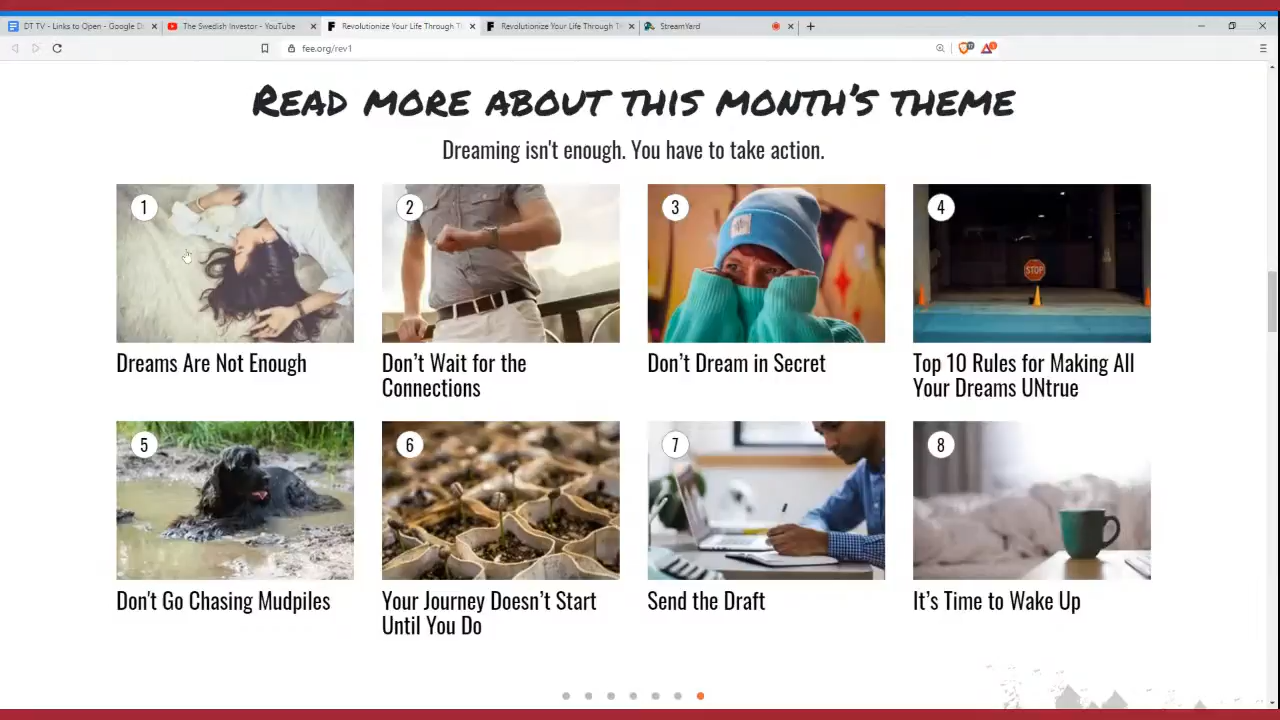 DT TV - Links to Open - Google D
The Swedish Investor - YouTube
Revolutionize Your Life Through T
Revolutionize Your Life Through T
StreamYard
fee.org/rev1
READ MORE ABOUT THIS MONTH'S THEME
Dreaming isn't enough. You have to take action.
1
2
3
4
STOP
Dreams Are Not Enough
Don't Wait for the
Connections
Don't Dream in Secret
Top 10 Rules for Making All
Your Dreams UNtrue
5
6
7
8
Don't Go Chasing Mudpiles
Your Journey Doesn't Start
Until You Do
Send the Draft
It's Time to Wake Up